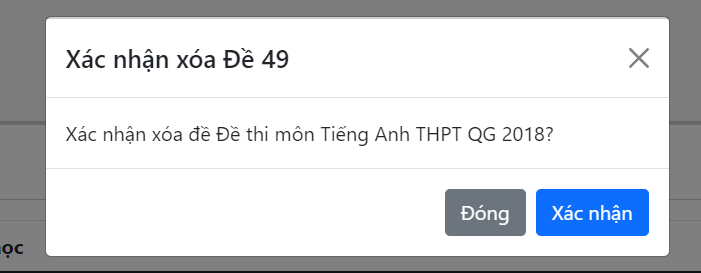 Xác nhận xóa Đề 49
Xác nhận xóa đề Đề thi môn Tiếng Anh THPT QG 2018?
Đóng Xác nhận